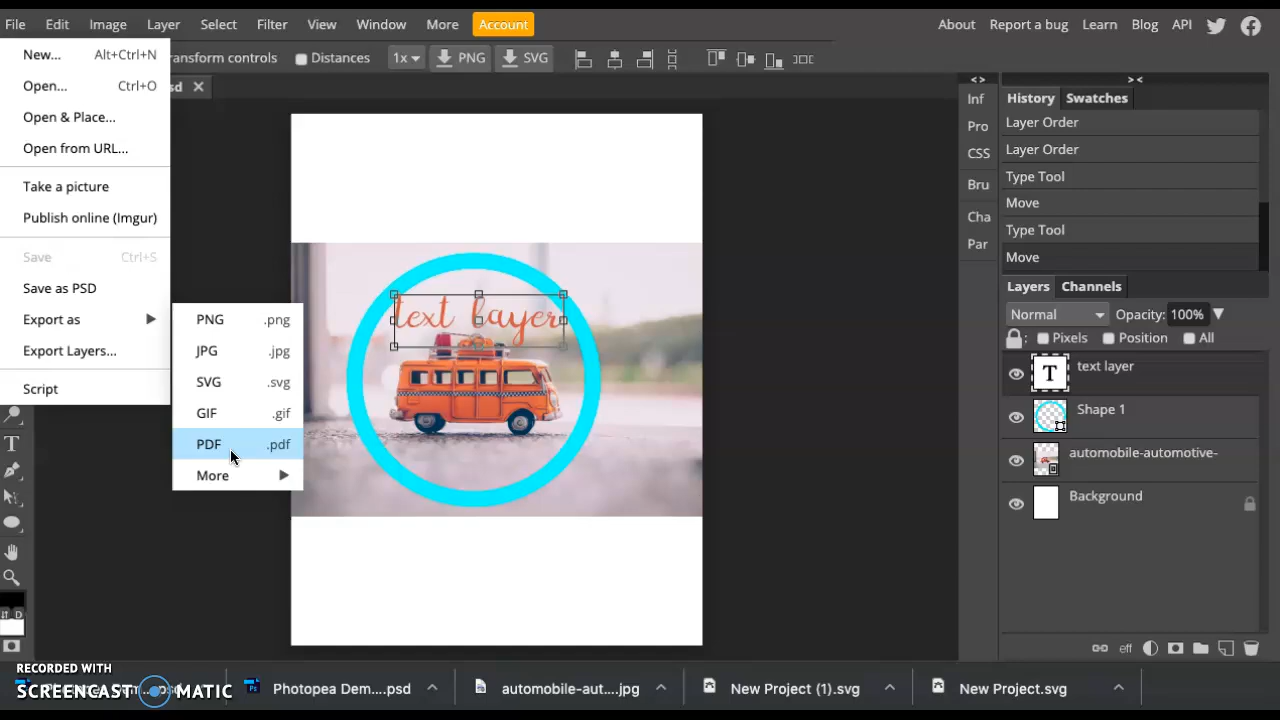 File Edit Image Layer Select Filter View Window More Account About Report a bug Learn Blog API
ransform controls Distances 1x PNG SVG
sd
New... Alt+Ctrl+N
Open... Ctrl+O
Open & Place...
Open from URL...
Take a picture
Publish online (Imgur)
Save Ctrl+S
Save as PSD
Export as
Export Layers...
Script
PNG .png
JPG .jpg
SVG .svg
GIF .gif
PDF .pdf
More
text layer
Inf
Pro
CSS
Bru
Cha
Par
History Swatches
Layer Order
Layer Order
Type Tool
Move
Type Tool
Move
Layers Channels
Normal Opacity: 100%
Pixels Position All
T text layer
Shape 1
automobile-automotive-
Background
eff
D
RECORDED WITH
SCREENCAST MATIC
Photopea Dem....psd automobile-aut....jpg New Project (1).svg New Project.svg